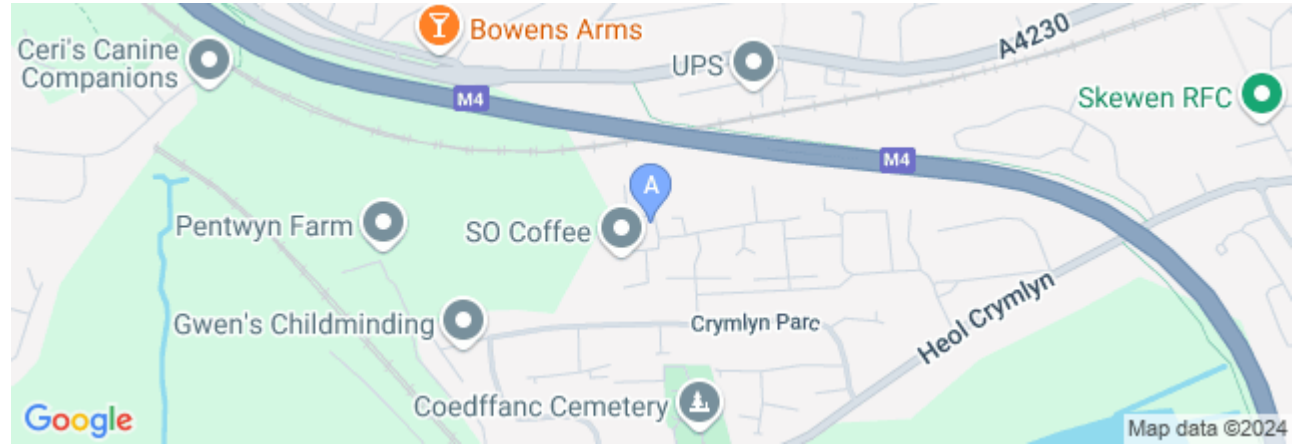 Bowens Arms
Ceri's Canine
Companions
UPS
A4230
Skewen RFC
M4
M4
A
Pentwyn Farm
SO Coffee
Gwen's Childminding
Crymlyn Parc
Heol Crymlyn
Coedffanc Cemetery
Google
Map data ©2024